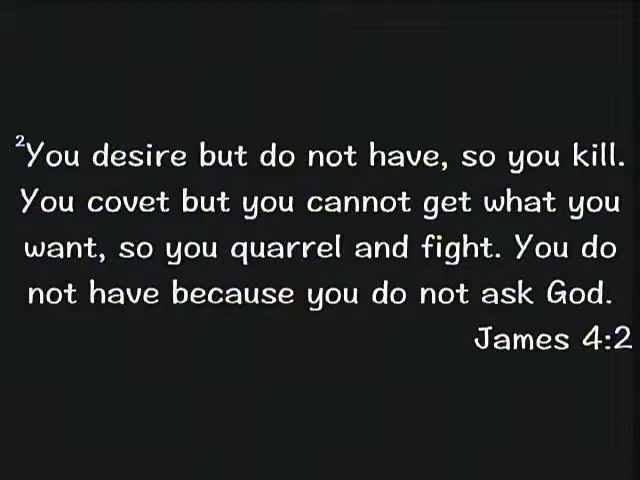 ²You desire but do not have, so you kill.
You covet but you cannot get what you
want, so you quarrel and fight. You do
not have because you do not ask God.
James 4:2